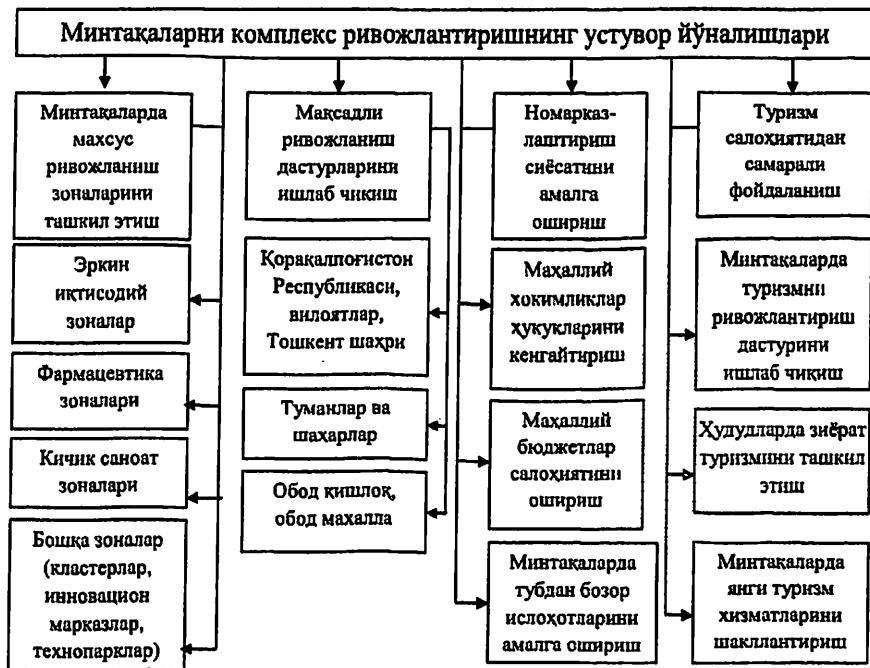 Минтақаларни комплекс ривожлантиришнинг устувор йўналишлари
Минтақаларда
махсус
ривожланиш
зоналарини
ташкил этиш
Эркин
иқтисодий
зоналар
Фармацевтика
зоналари
Кичик саноат
зоналари
Бошқа зоналар
(кластерлар,
инновацион
марказлар,
технопарклар)
Мақсадли
ривожланиш
дастурларини
ишлаб чиқиш
Қорақалпоғистон
Республикаси,
вилоятлар,
Тошкент шаҳри
Туманлар ва
шаҳарлар
Обод қишлоқ,
обод махалла
Номарказ-
лаштириш
сиёсатини
амалга
ошириш
Маҳаллий
хокимликлар
ҳуқуқларини
кенгайтириш
Маҳаллий
бюджетлар
салоҳиятини
ошириш
Минтақаларда
тубдан бозор
ислоҳотларини
амалга ошириш
Туризм
салоҳиятидан
самарали
фойдаланиш
Минтақаларда
туризмни
ривожлантириш
дастурини
ишлаб чиқиш
Ҳудудларда зиёрат
туризмини ташкил
этиш
Минтақаларда
янги туризм
хизматларини
шакллантириш